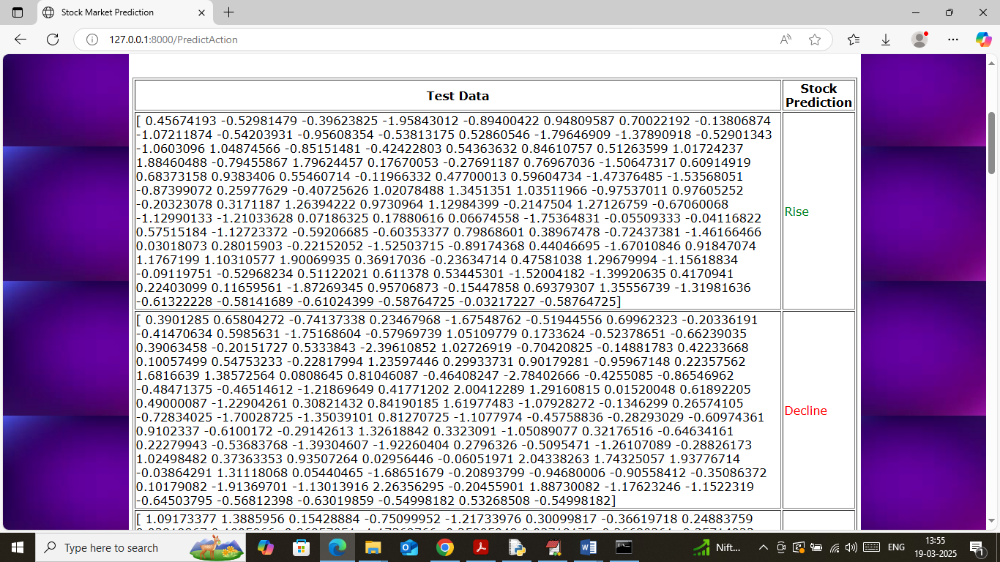 Stock Market Prediction
127.0.0.1:8000/PredictAction
Test Data
Stock
Prediction
[ 0.45674193 -0.52981479 -0.39623825 -1.95843012 -0.89400422 0.94809587 0.70022192 -0.13806874
-1.07211874 -0.54203931 -0.95608354 -0.53813175 0.52860546 -1.79646909 -1.37890918 -0.52901343
-1.0603096 1.04874566 -0.85151481 -0.42422803 0.54363632 0.84610757 0.51263599 1.01724237
1.88460488 -0.79455867 1.79624457 0.17670053 -0.27691187 0.76967036 -1.50647317 0.60914919
0.68373158 0.9383406 0.55460714 -0.11966332 0.47700013 0.59604734 -1.47376485 -1.53568051
-0.87399072 0.25977629 -0.40725626 1.02078488 1.3451351 1.03511966 -0.97537011 0.97605252
-0.20323078 0.3171187 1.26394222 0.9730964 1.12984399 -0.2147504 1.27126759 -0.67060068
-1.12990133 -1.21033628 0.07186325 0.17880616 0.06674558 -1.75364831 -0.05509333 -0.04116822
0.57515184 -1.12723372 -0.59206685 -0.60353377 0.79868601 0.38967478 -0.72437381 -1.46166466
0.03018073 0.28015903 -0.22152052 -1.52503715 -0.89174368 0.44046695 -1.67010846 0.91847074
1.1767199 1.10310577 1.90069935 0.36917036 -0.23634714 0.47581038 1.29679994 -1.15618834
-0.09119751 -0.52968234 0.51122021 0.611378 0.53445301 -1.52004182 -1.39920635 0.4170941
0.22403099 0.11659561 -1.87269345 0.95706873 -0.15447858 0.69379307 1.35556739 -1.31981636
-0.61322228 -0.58141689 -0.61024399 -0.58764725 -0.03217227 -0.58764725]
Rise
[ 0.3901285 0.65804272 -0.74137338 0.23467968 -1.67548762 -0.51944556 0.69962323 -0.20336191
-0.41470634 0.5985631 -1.75168604 -0.57969739 1.05109779 0.1733624 -0.52378651 -0.66239035
0.39063458 -0.20151727 0.5333843 -2.39610852 1.02726919 -0.70420825 -0.14881783 0.42233668
0.10057499 0.54753233 -0.22817994 1.23597446 0.29933731 0.90179281 -0.95967148 0.22357562
1.6816639 1.38572564 0.0808645 0.81046087 -0.46408247 -2.78402666 -0.4255085 -0.86546962
-0.48471375 -0.46514612 -1.21869649 0.41771202 2.00412289 1.29160815 0.01520048 0.61892205
0.49000087 -1.22904261 0.30821432 0.84190185 1.61977483 -1.07928272 -0.1346299 0.26574105
-0.72834025 -1.70028725 -1.35039101 0.81270725 -1.1077974 -0.45758836 -0.28293029 -0.60974361
0.9102337 -0.6100172 -0.29142613 1.32618842 0.3323091 -1.05089077 0.32176516 -0.64634161
0.22279943 -0.53683768 -1.39304607 -1.92260404 0.2796326 -0.5095471 -1.26107089 -0.28826173
1.02498482 0.37363353 0.93507264 0.02956446 -0.06051971 2.04338263 1.74325057 1.93776714
-0.03864291 1.31118068 0.05440465 -1.68651679 -0.20893799 -0.94680006 -0.90558412 -0.35086372
0.10179082 -1.91369701 -1.13013916 2.26356295 -0.20455901 1.88730082 -1.17623246 -1.1522319
-0.64503795 -0.56812398 -0.63019859 -0.54998182 0.53268508 -0.54998182]
Decline
[ 1.09173377 1.3885956 0.15428884 -0.75099952 -1.21733976 0.30099817 -0.36619718 0.24883759
Type here to search
Nift...
ENG
13:55
19-03-2025
1